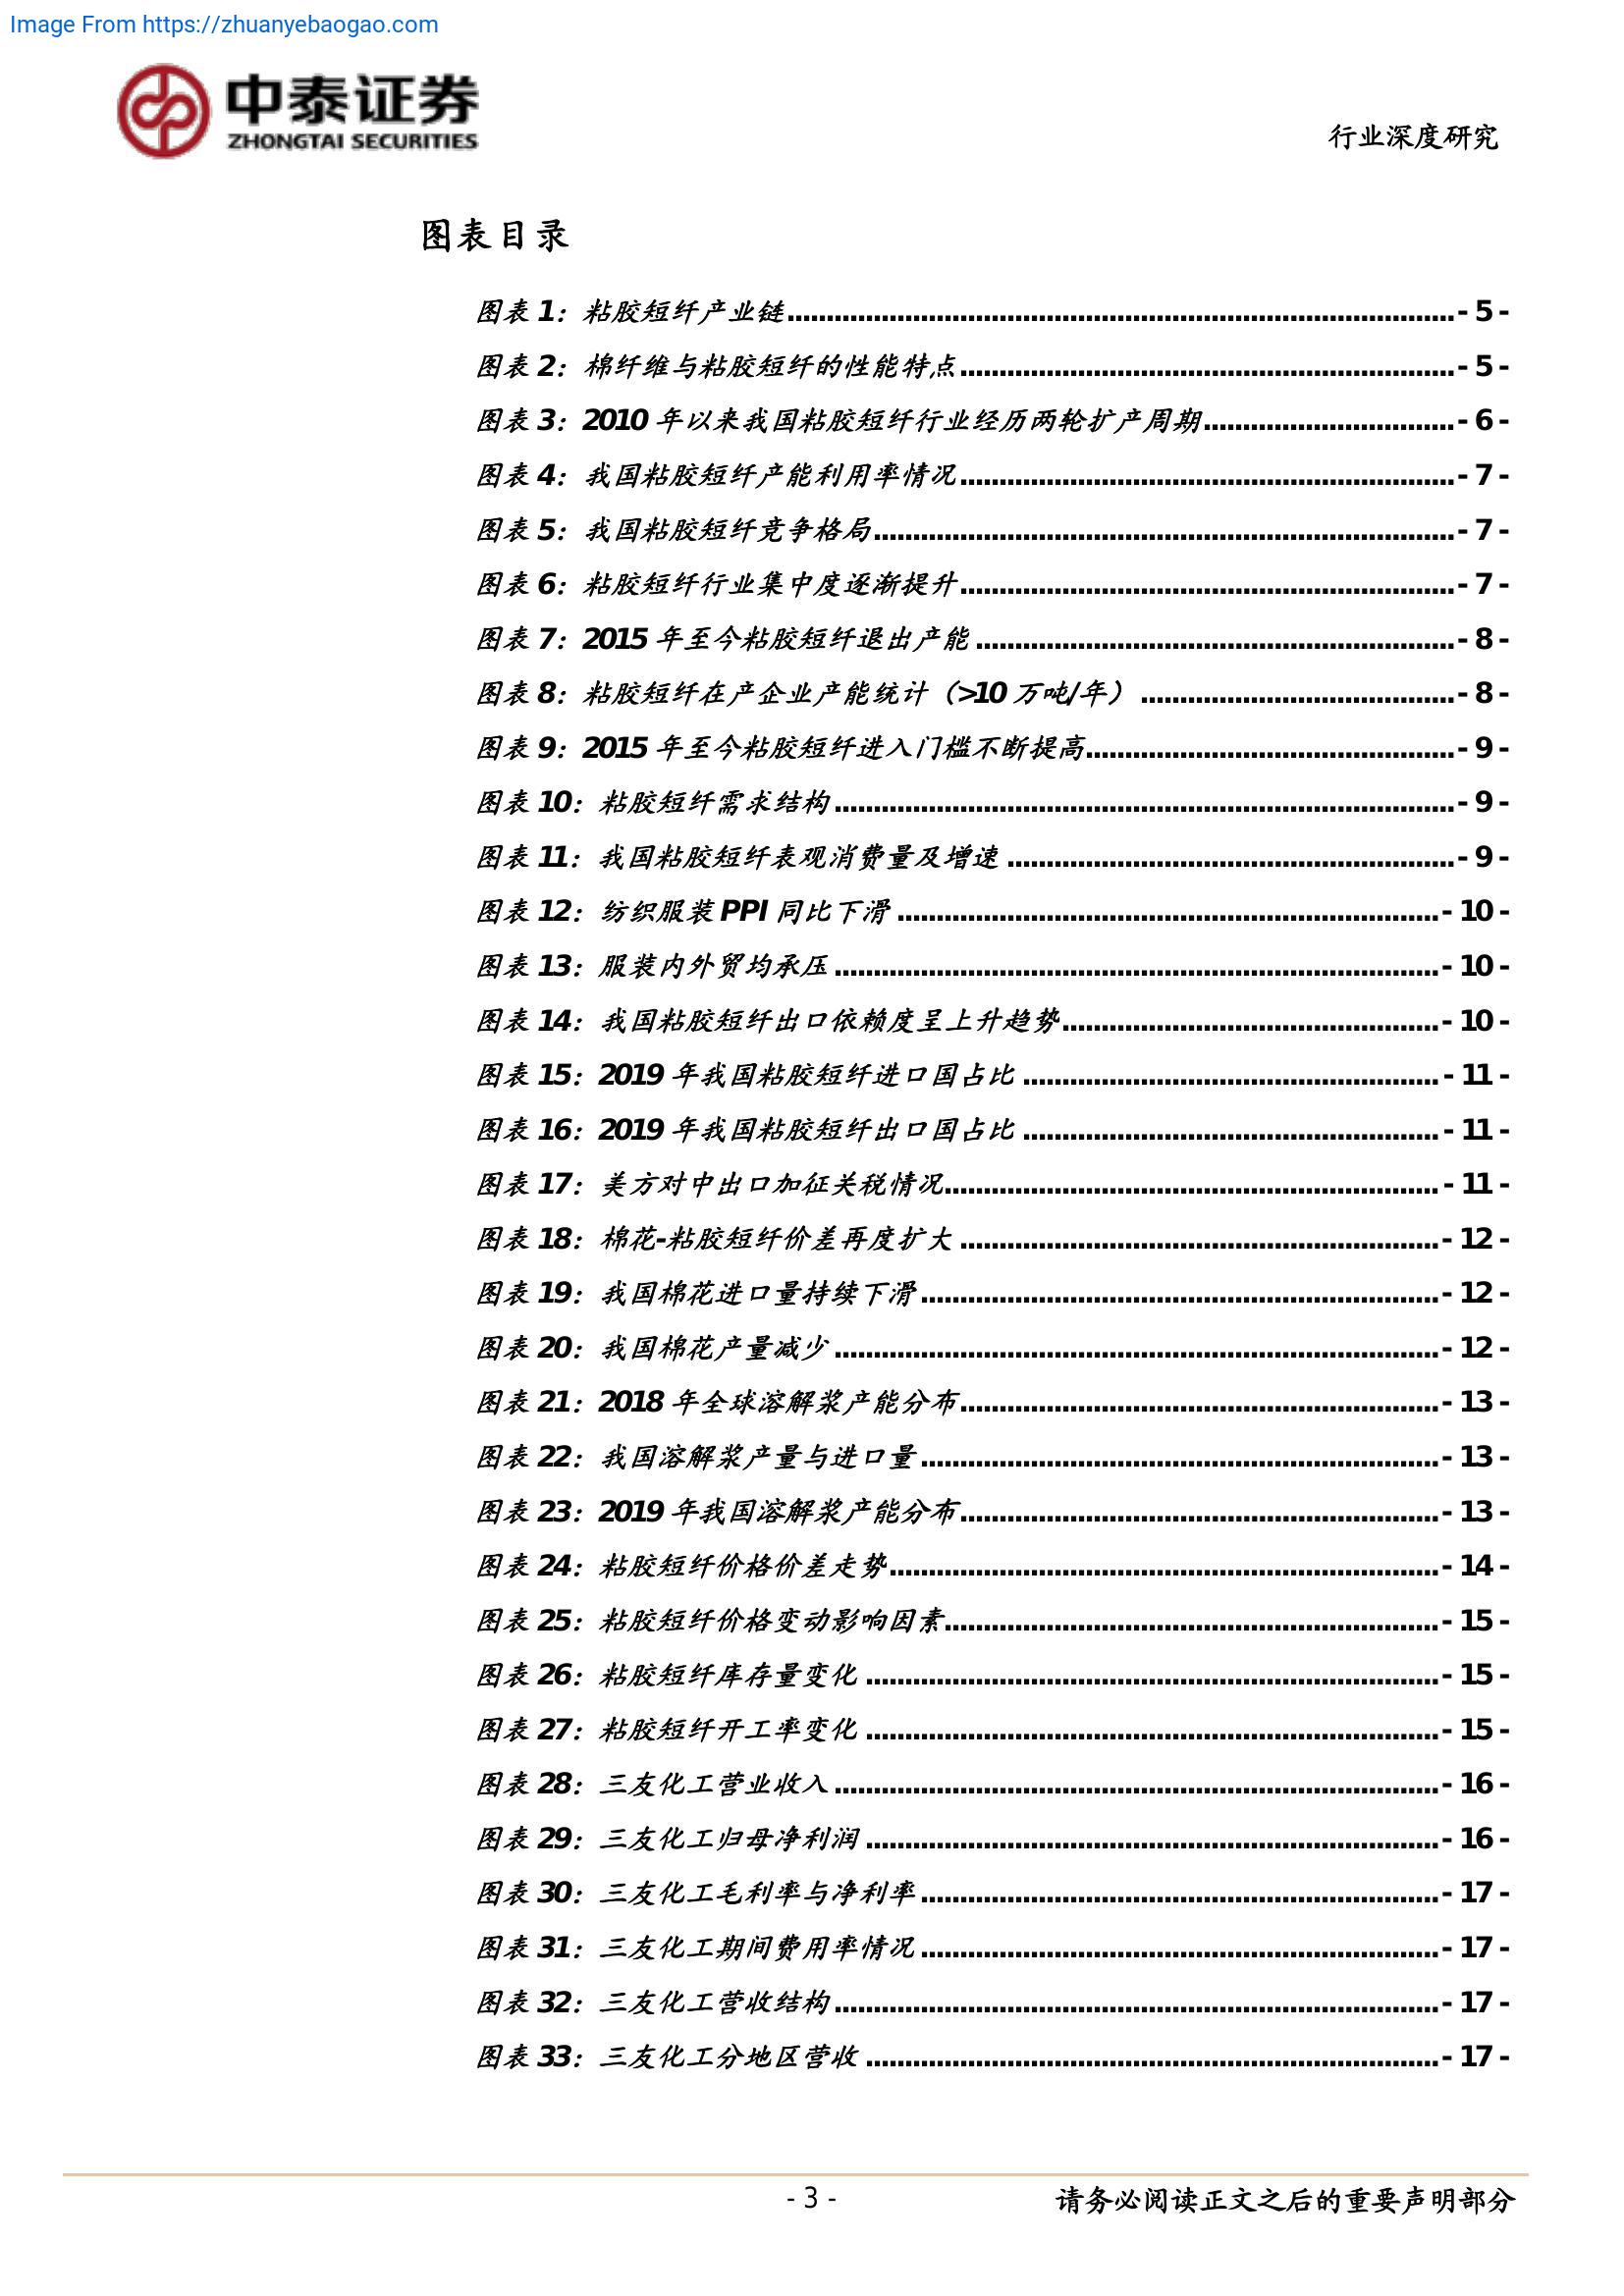 Image From https://zhuanyebaogao.com
中泰证券
ZHONGTAI SECURITIES
行业深度研究
图表目录
图表 1：粘胶短纤产业链 - 5 -
图表 2：棉纤维与粘胶短纤的性能特点 - 5 -
图表 3：2010 年以来我国粘胶短纤行业经历两轮扩产周期 - 6 -
图表 4：我国粘胶短纤产能利用率情况 - 7 -
图表 5：我国粘胶短纤竞争格局 - 7 -
图表 6：粘胶短纤行业集中度逐渐提升 - 7 -
图表 7：2015 年至今粘胶短纤退出产能 - 8 -
图表 8：粘胶短纤在产企业产能统计（>10 万吨/年） - 8 -
图表 9：2015 年至今粘胶短纤进入门槛不断提高 - 9 -
图表 10：粘胶短纤需求结构 - 9 -
图表 11：我国粘胶短纤表观消费量及增速 - 9 -
图表 12：纺织服装 PPI 同比下滑 - 10 -
图表 13：服装内外贸均承压 - 10 -
图表 14：我国粘胶短纤出口依赖度呈上升趋势 - 10 -
图表 15：2019 年我国粘胶短纤进口国占比 - 11 -
图表 16：2019 年我国粘胶短纤出口国占比 - 11 -
图表 17：美方对中出口加征关税情况 - 11 -
图表 18：棉花-粘胶短纤价差再度扩大 - 12 -
图表 19：我国棉花进口量持续下滑 - 12 -
图表 20：我国棉花产量减少 - 12 -
图表 21：2018 年全球溶解浆产能分布 - 13 -
图表 22：我国溶解浆产量与进口量 - 13 -
图表 23：2019 年我国溶解浆产能分布 - 13 -
图表 24：粘胶短纤价格价差走势 - 14 -
图表 25：粘胶短纤价格变动影响因素 - 15 -
图表 26：粘胶短纤库存量变化 - 15 -
图表 27：粘胶短纤开工率变化 - 15 -
图表 28：三友化工营业收入 - 16 -
图表 29：三友化工归母净利润 - 16 -
图表 30：三友化工毛利率与净利率 - 17 -
图表 31：三友化工期间费用率情况 - 17 -
图表 32：三友化工营收结构 - 17 -
图表 33：三友化工分地区营收 - 17 -
- 3 -
请务必阅读正文之后的重要声明部分